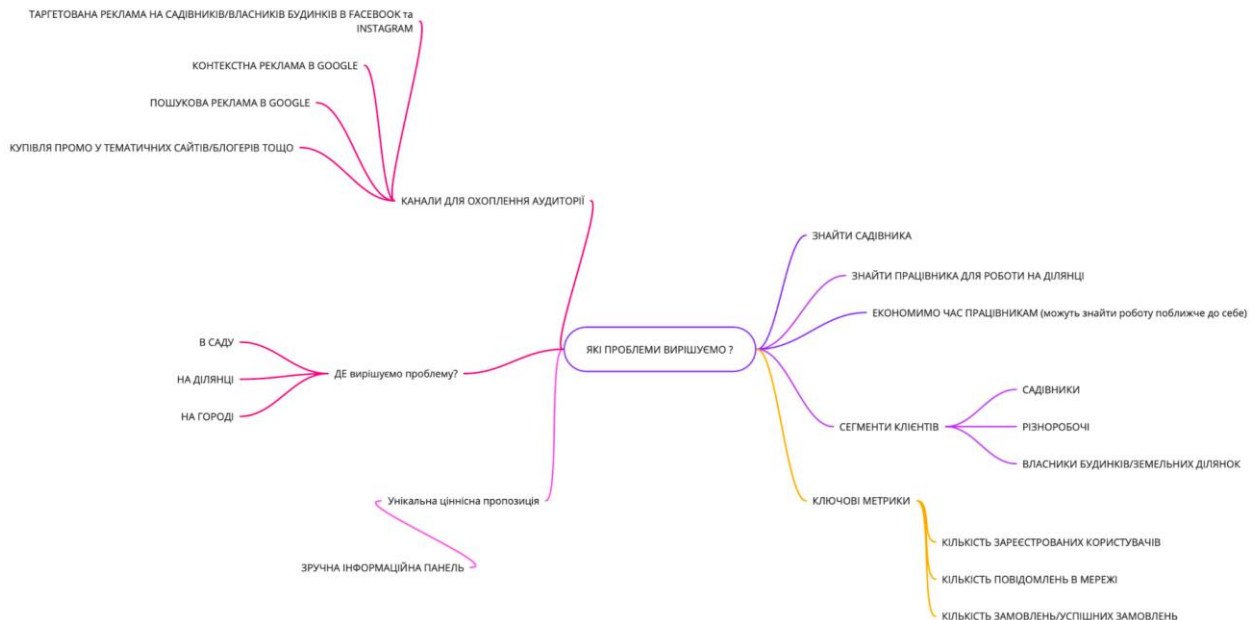 ТАРГЕТОВАНА РЕКЛАМА НА САДІВНИКІВ/ВЛАСНИКІВ БУДИНКІВ В FACEBOOK та
INSTAGRAM
КОНТЕКСТНА РЕКЛАМА В GOOGLE
ПОШУКОВА РЕКЛАМА В GOOGLE
КУПІВЛЯ ПРОМО У ТЕМАТИЧНИХ САЙТІВ/БЛОГЕРІВ ТОЩО
КАНАЛИ ДЛЯ ОХОПЛЕННЯ АУДИТОРІЇ
В САДУ
НА ДІЛЯНЦІ
НА ГОРОДІ
ДЕ вирішуємо проблему?
Унікальна ціннісна пропозиція
ЗРУЧНА ІНФОРМАЦІЙНА ПАНЕЛЬ
ЯКІ ПРОБЛЕМИ ВИРІШУЄМО ?
ЗНАЙТИ САДІВНИКА
ЗНАЙТИ ПРАЦІВНИКА ДЛЯ РОБОТИ НА ДІЛЯНЦІ
ЕКОНОМИМО ЧАС ПРАЦІВНИКАМ (можуть знайти роботу поближче до себе)
СЕГМЕНТИ КЛІЄНТІВ
САДІВНИКИ
РІЗНОРОБОЧІ
ВЛАСНИКИ БУДИНКІВ/ЗЕМЕЛЬНИХ ДІЛЯНОК
КЛЮЧОВІ МЕТРИКИ
КІЛЬКІСТЬ ЗАРЕЄСТРОВАНИХ КОРИСТУВАЧІВ
КІЛЬКІСТЬ ПОВІДОМЛЕНЬ В МЕРЕЖІ
КІЛЬКІСТЬ ЗАМОВЛЕНЬ/УСПІШНИХ ЗАМОВЛЕНЬ